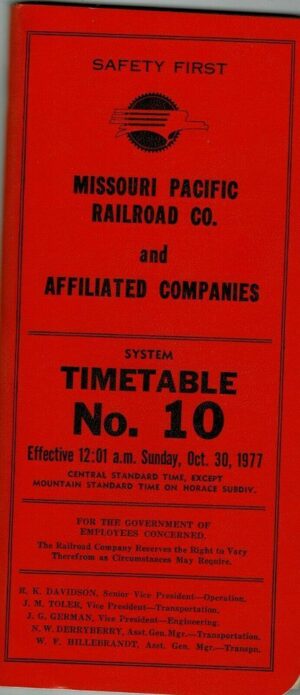 SAFETY FIRST
MISSOURI PACIFIC
RAILROAD CO.
and
AFFILIATED COMPANIES
SYSTEM
TIMETABLE
No. 10
Effective 12:01 a.m. Sunday, Oct. 30, 1977
CENTRAL STANDARD TIME, EXCEPT
MOUNTAIN STANDARD TIME ON HORACE SUBDIV.
FOR THE GOVERNMENT OF
EMPLOYEES CONCERNED.
The Railroad Company Reserves the Right to Vary
Therefrom as Circumstances May Require.
R. K. DAVIDSON, Senior Vice President—Operation.
J. M. TOLER, Vice President—Transportation.
J. G. GERMAN, Vice President—Engineering.
N. W. DERRYBERRY, Asst. Gen. Mgr.—Transportation.
W. F. HILLEBRANDT, Asst. Gen. Mgr.—Transpn.